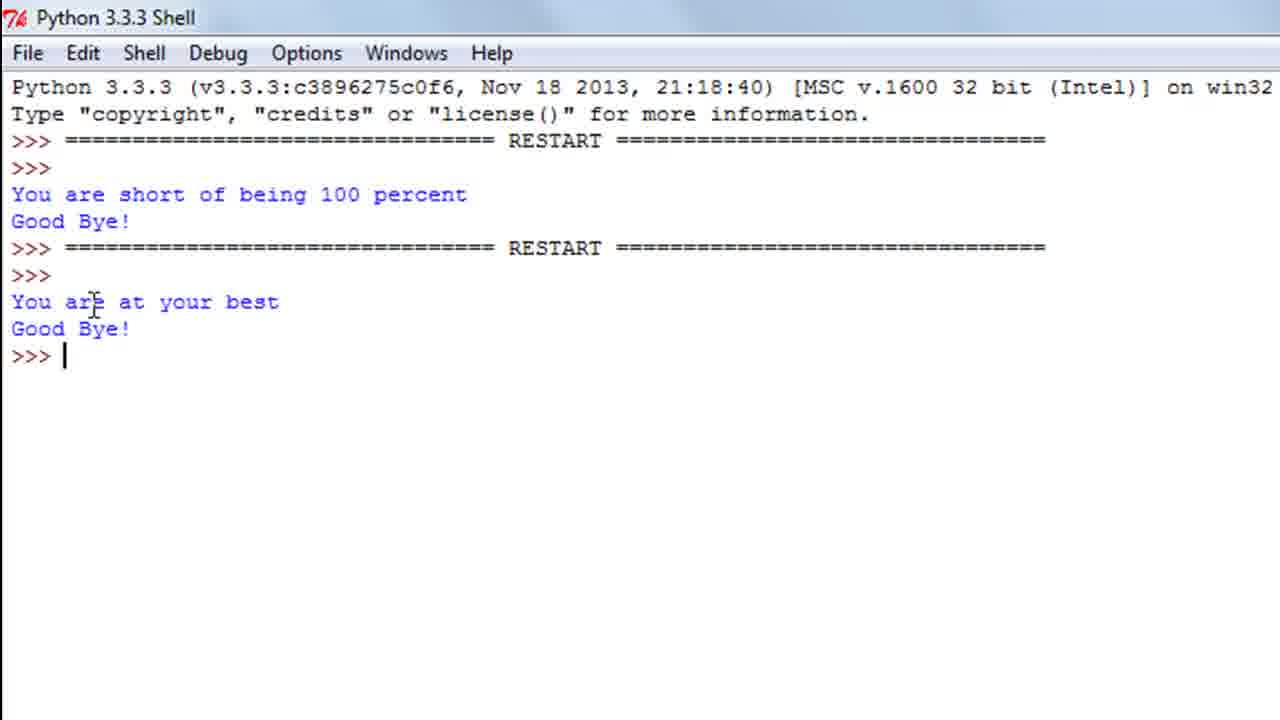 Python 3.3.3 Shell
File Edit Shell Debug Options Windows Help
Python 3.3.3 (v3.3.3:c3896275c0f6, Nov 18 2013, 21:18:40) [MSC v.1600 32 bit (Intel)] on win32
Type "copyright", "credits" or "license()" for more information.
>>> ================================ RESTART ================================
>>>
You are short of being 100 percent
Good Bye!
>>> ================================ RESTART ================================
>>>
You are at your best
Good Bye!
>>>